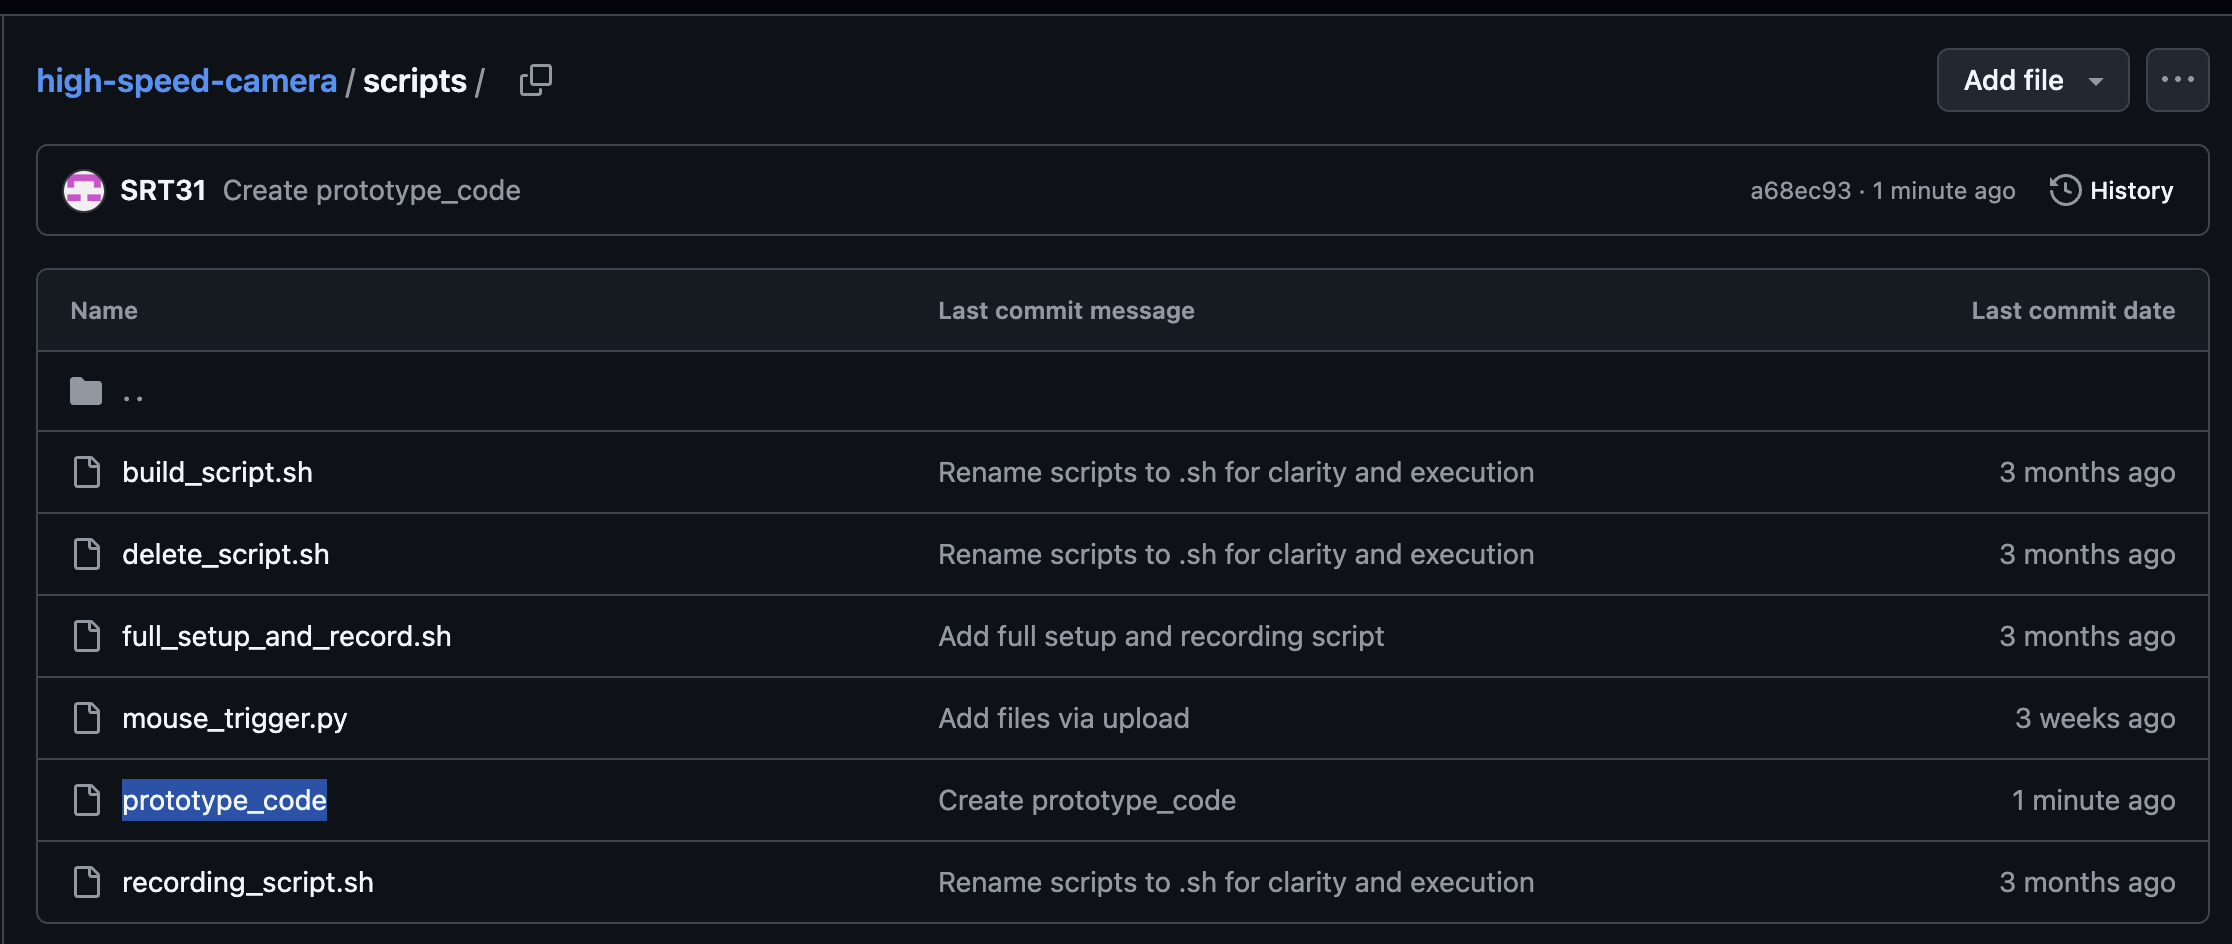 high-speed-camera / scripts /
Add file
SRT31 Create prototype_code
a68ec93 · 1 minute ago
History
Name Last commit message Last commit date
..
build_script.sh Rename scripts to .sh for clarity and execution 3 months ago
delete_script.sh Rename scripts to .sh for clarity and execution 3 months ago
full_setup_and_record.sh Add full setup and recording script 3 months ago
mouse_trigger.py Add files via upload 3 weeks ago
prototype_code Create prototype_code 1 minute ago
recording_script.sh Rename scripts to .sh for clarity and execution 3 months ago